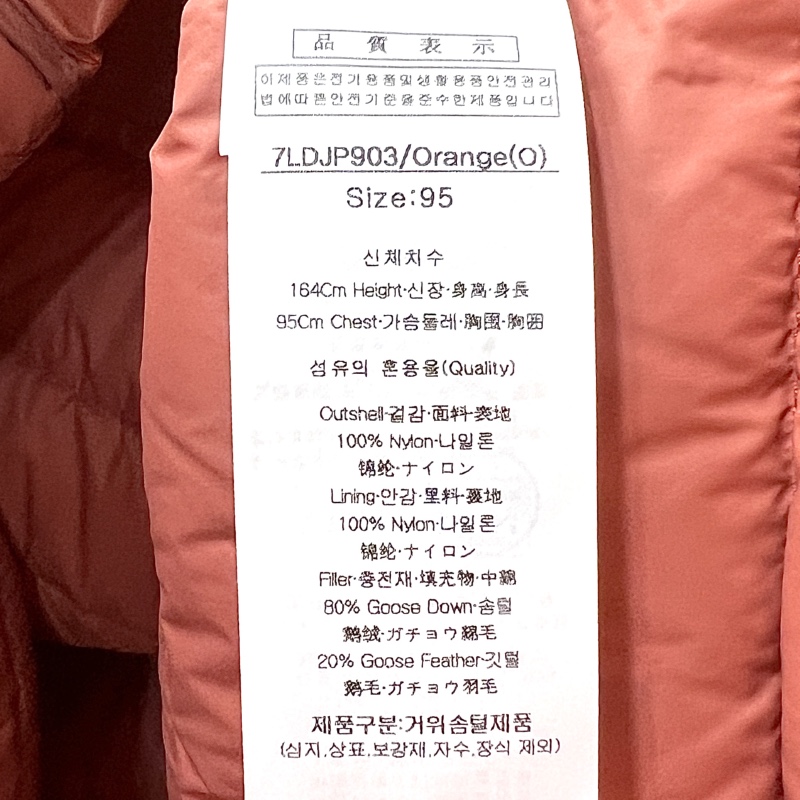 品質表示
이 제품은 전기용품 및 생활용품 안전관리
법에 따른 안전기준을 준수한 제품입니다
7LDJP903/Orange(O)
Size:95
신체치수
164Cm Height·신장·身高·身長
95Cm Chest·가슴둘레·胸围·胸囲
섬유의 혼용율(Quality)
Outshell·겉감·面料·表地
100% Nylon·나일론
锦纶·ナイロン
Lining·안감·里料·裏地
100% Nylon·나일론
锦纶·ナイロン
Filler·충전재·填充物·中綿
80% Goose Down·솜털
鹅绒·ガチョウ綿毛
20% Goose Feather·깃털
鹅毛·ガチョウ羽毛
제품구분:거위솜털제품
(심지,상표,보강재,자수,장식 제외)